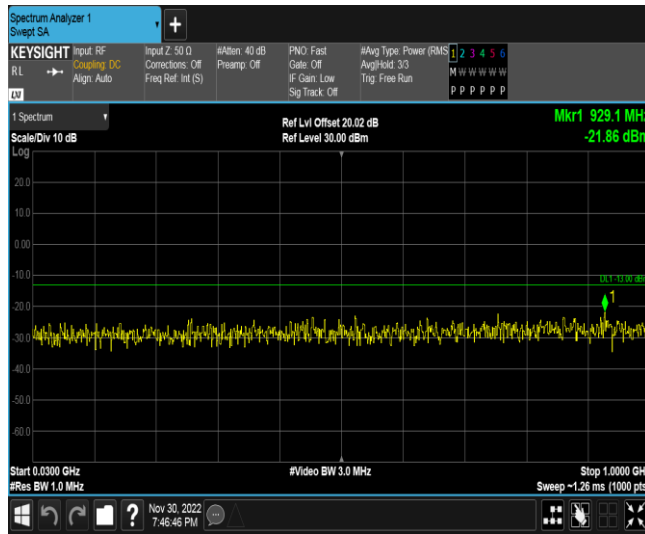 Spectrum Analyzer 1
Swept SA
+
KEYSIGHT
RL
LXI
Input: RF
Coupling: DC
Align: Auto
Input Z: 50 Ω
Corrections: Off
Freq Ref: Int (S)
#Atten: 40 dB
Preamp: Off
PNO: Fast
Gate: Off
IF Gain: Low
Sig Track: Off
#Avg Type: Power (RMS
Avg|Hold: 3/3
Trig: Free Run
1 2 3 4 5 6
M W W W W W
P P P P P P
1 Spectrum
Scale/Div 10 dB
Log
Ref Lvl Offset 20.02 dB
Ref Level 30.00 dBm
Mkr1 929.1 MHz
-21.86 dBm
20.0
10.0
0.00
-10.0
DL1 -13.00 dBm
1
-20.0
-30.0
-40.0
-50.0
-60.0
Start 0.0300 GHz
#Res BW 1.0 MHz
#Video BW 3.0 MHz
Stop 1.0000 GH
Sweep ~1.26 ms (1000 pts
?
Nov 30, 2022
7:46:46 PM